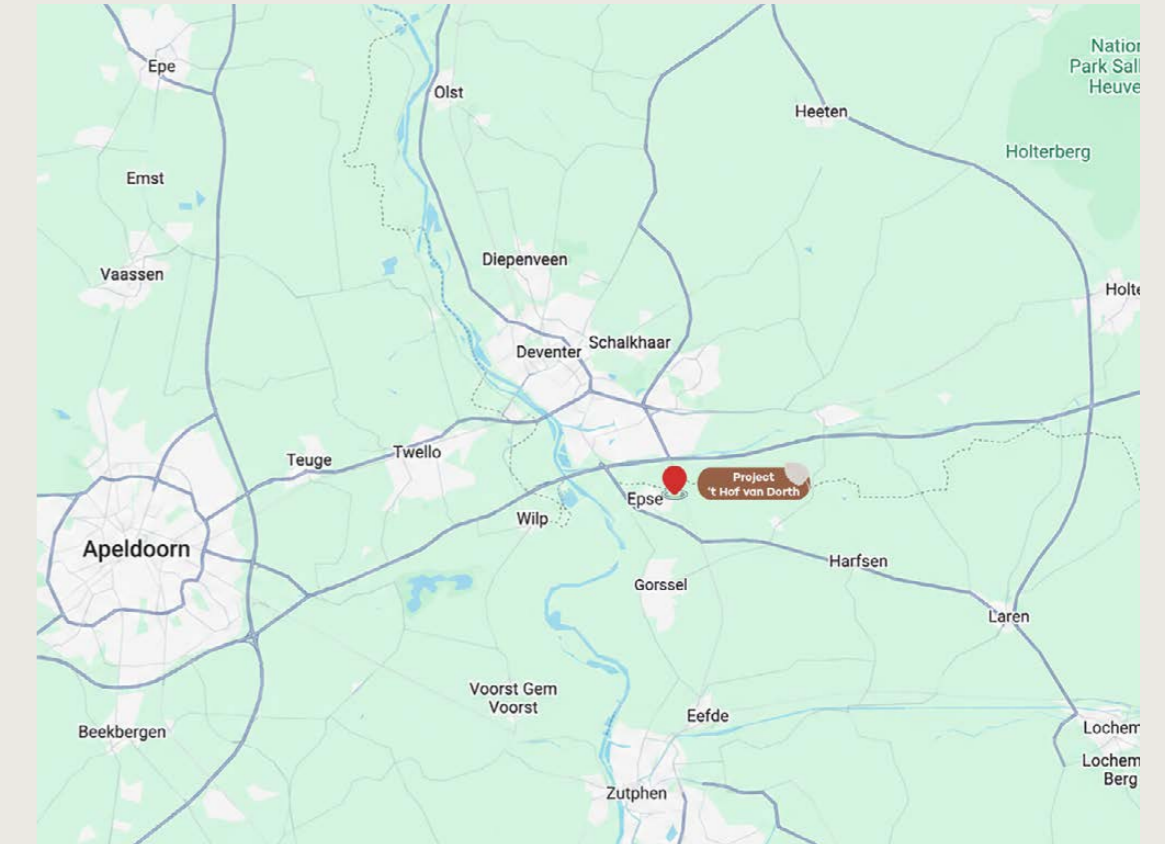 Epe
Olst
Nation
Park Sall
Heuve
Heeten
Holterberg
Emst
Diepenveen
Vaassen
Holte
Schalkhaar
Deventer
Twello
Teuge
Project
't Hof van Dorth
Epse
Wilp
Apeldoorn
Harfsen
Gorssel
Laren
Voorst Gem
Voorst
Eefde
Beekbergen
Lochem
Lochem
Berg
Zutphen